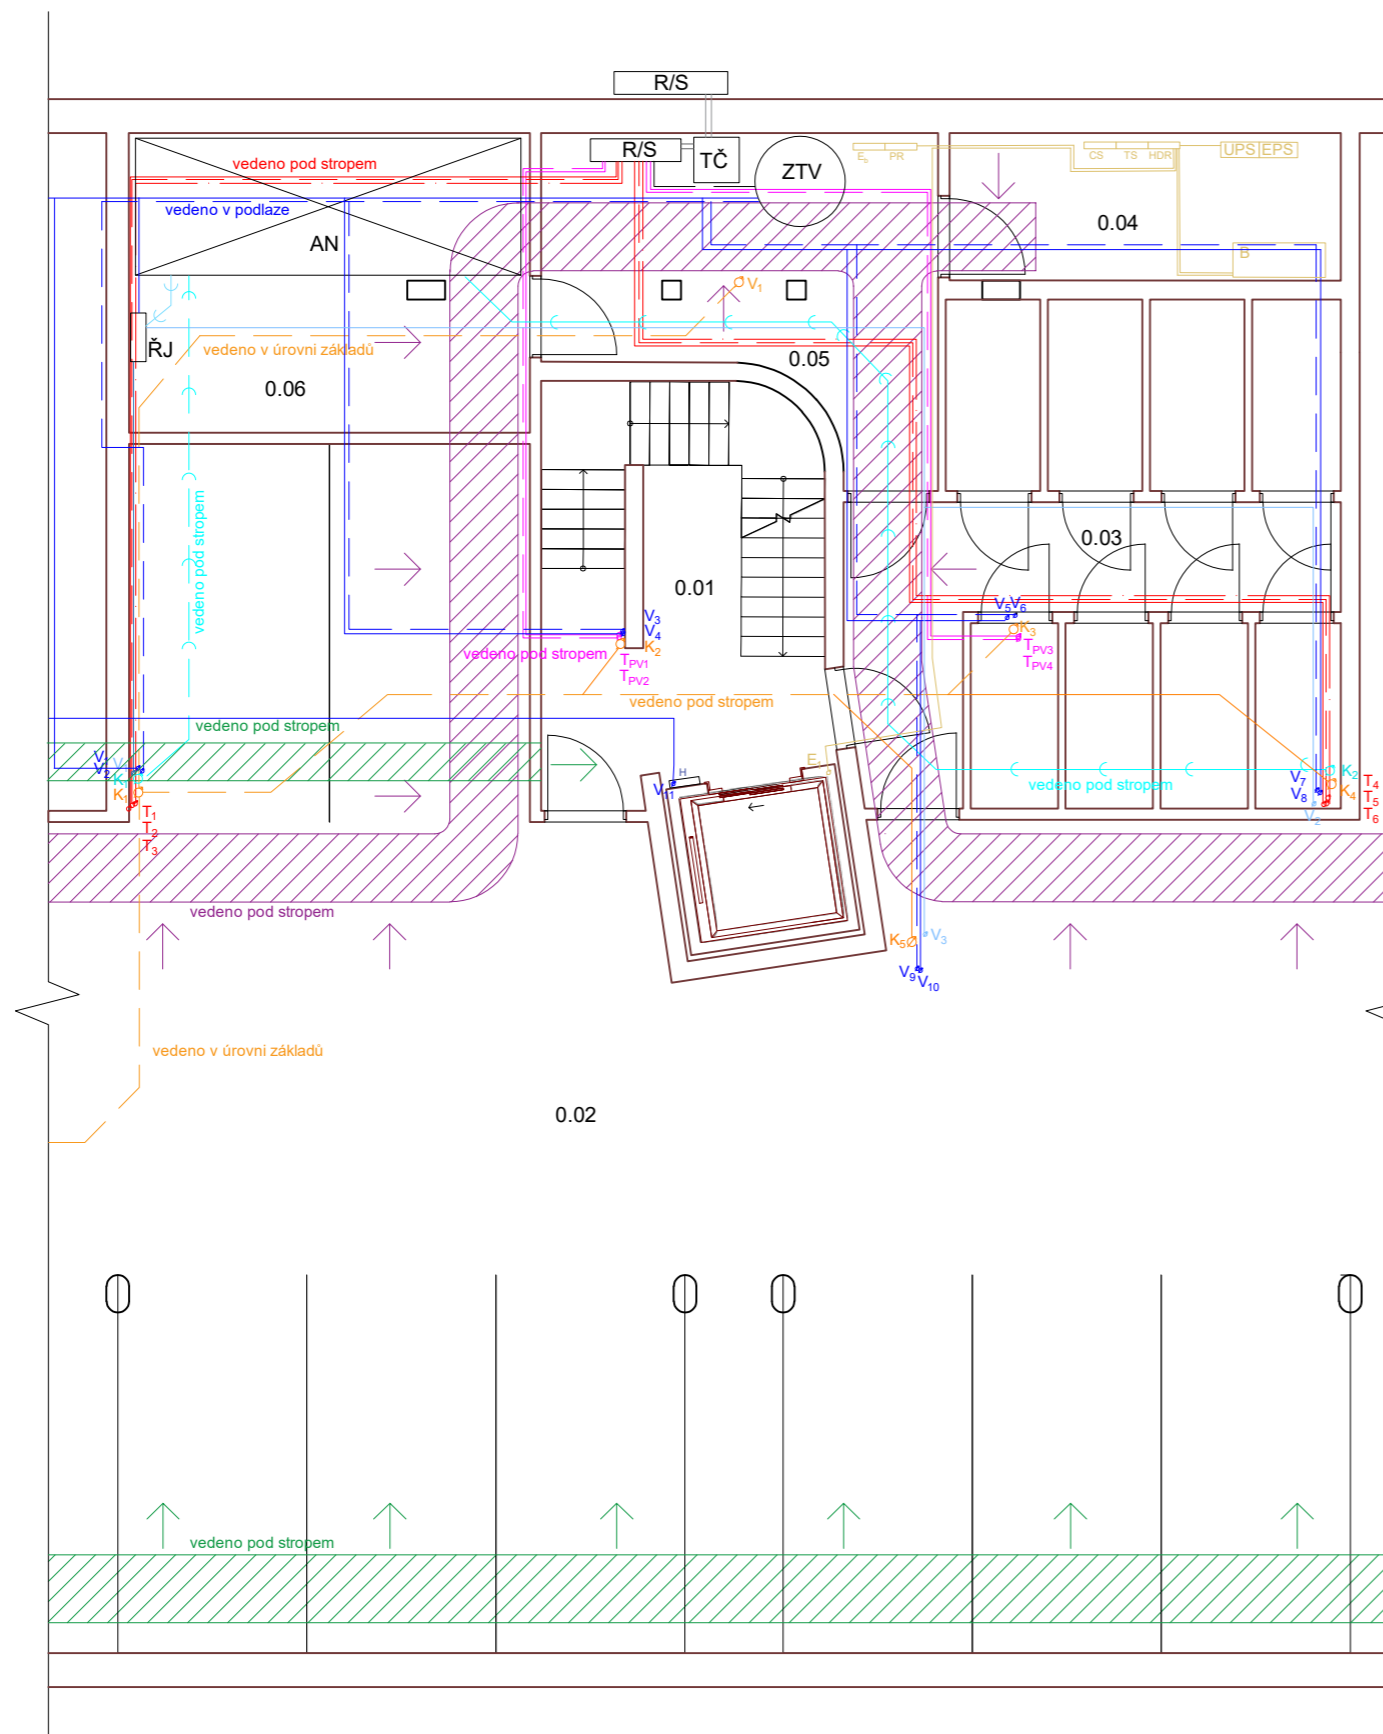 R/S
R/S
TČ
ZTV
E PR
CS TS HDR
UPS EPS
vedeno pod stropem
vedeno v podlaze
AN
0.04
B
V1
ŘJ
vedeno v úrovni základů
0.05
0.06
vedeno pod stropem
0.03
0.01
V3
V4
K2
vedeno pod stropem
TPV1
TPV2
V5 V6
K3
TPV3
TPV4
vedeno pod stropem
vedeno pod stropem
V2
K1
T1
T2
T3
H
V11
E1
vedeno pod stropem
K2
K4
V7
V8
V2
T4
T5
T6
vedeno pod stropem
K5
V3
V9
V10
vedeno v úrovni základů
0.02
vedeno pod stropem